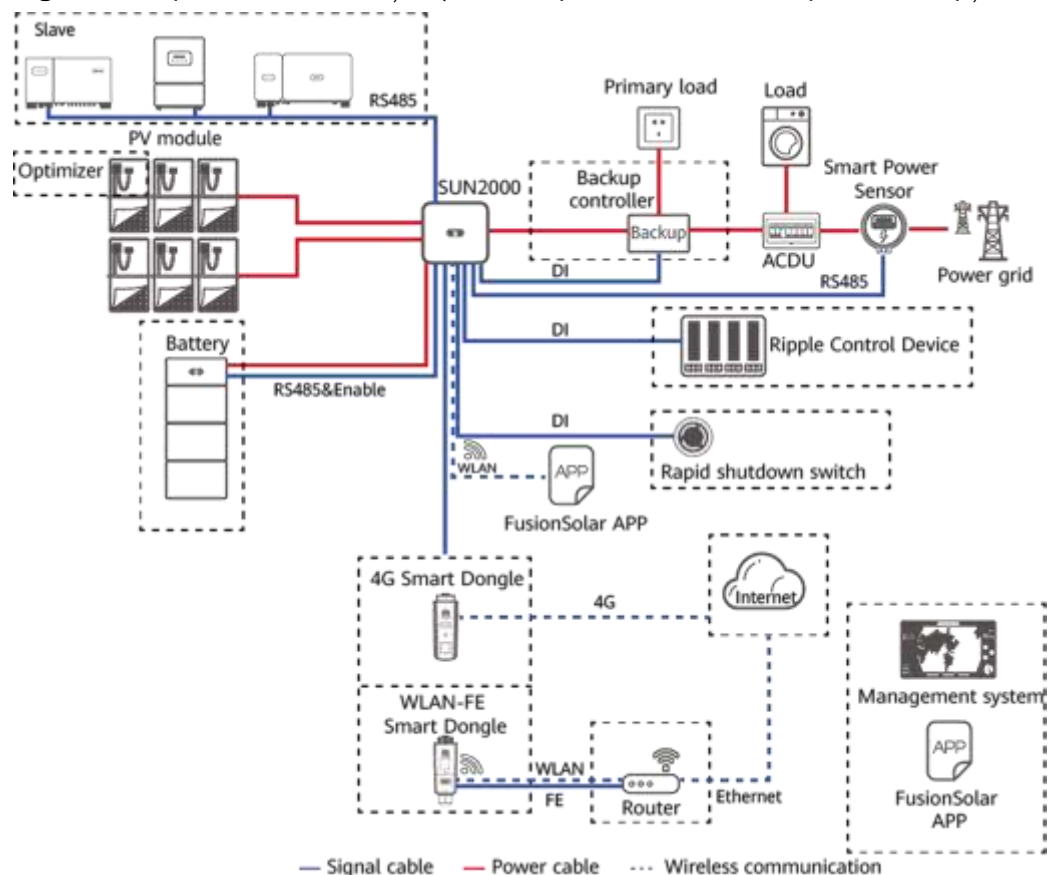 Slave
RS485
PV module
Optimizer
SUN2000
Primary load
Load
Backup
controller
Backup
Smart Power
Sensor
ACDU
Power grid
DI
RS485
DI
Ripple Control Device
Battery
RS485&Enable
DI
Rapid shutdown switch
WLAN
APP
FusionSolar APP
4G Smart Dongle
4G
Internet
WLAN-FE
Smart Dongle
WLAN
FE
Router
Ethernet
Management system
APP
FusionSolar
APP
Signal cable
Power cable
Wireless communication